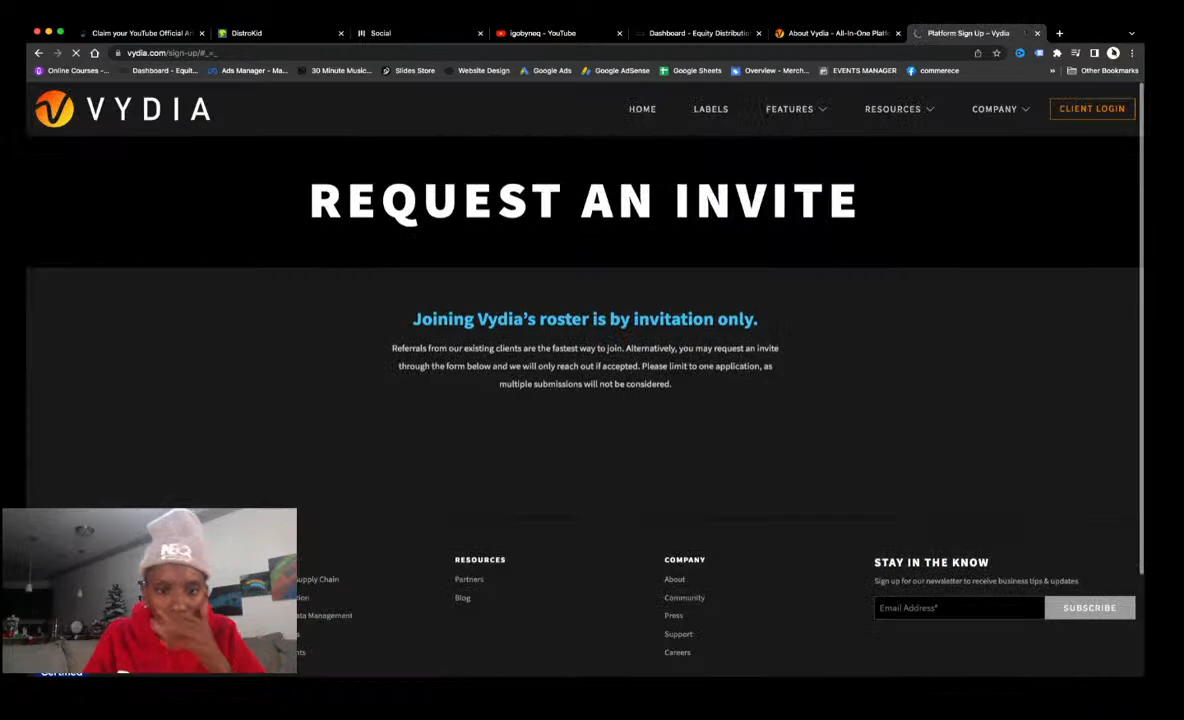 Claim your YouTube Official Ar
DistroKid
Social
igobyneq - YouTube
Dashboard - Equity Distributio
About Vydia - All-In-One Platf
Platform Sign Up – Vydia
vydia.com/sign-up/#_=_
Online Courses -...
Dashboard - Equit...
Ads Manager - Ma...
30 Minute Music...
Slides Store
Website Design
Google Ads
Google AdSense
Google Sheets
Overview - Merch...
EVENTS MANAGER
commerece
»
Other Bookmarks
VYDIA
HOME
LABELS
FEATURES
RESOURCES
COMPANY
CLIENT LOGIN
REQUEST AN INVITE
Joining Vydia's roster is by invitation only.
Referrals from our existing clients are the fastest way to join. Alternatively, you may request an invite
through the form below and we will only reach out if accepted. Please limit to one application, as
multiple submissions will not be considered.
NEQ
upply Chain
tion
ata Management
ts
nts
RESOURCES
Partners
Blog
COMPANY
About
Community
Press
Support
Careers
STAY IN THE KNOW
Sign up for our newsletter to receive business tips & updates
Email Address*
SUBSCRIBE
Certified